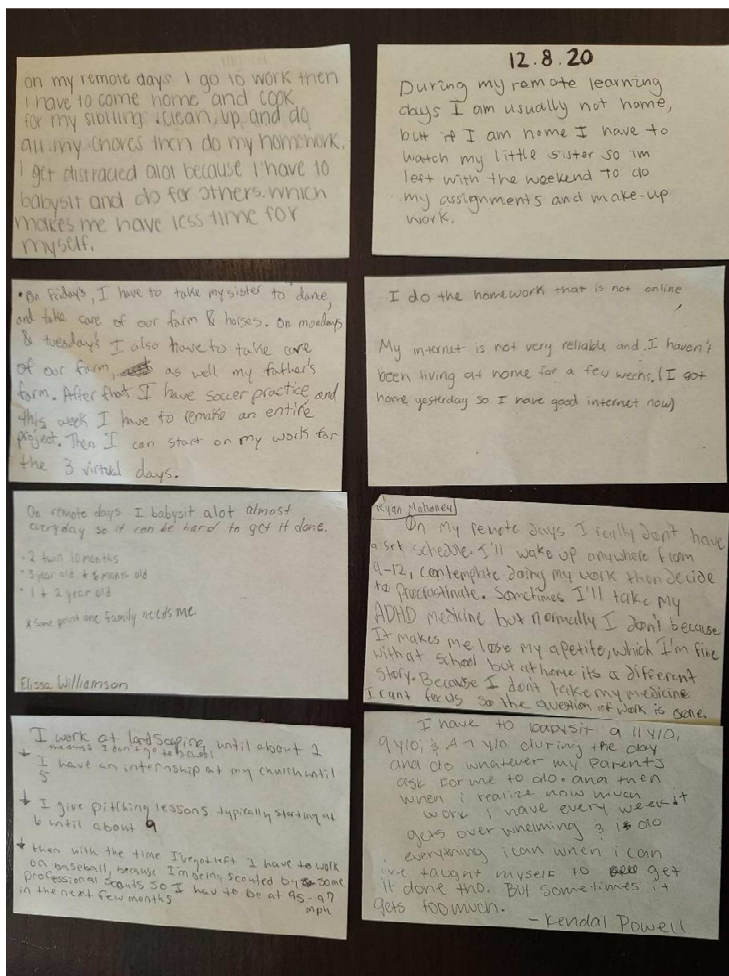 on my remote days I go to work then
i have to come home and cook
for my sibiling. clean up and do
all my chores then do my homework.
I get distracted alot because I have to
babysit and do for others. which
makes me have less time for
myself.
12.8.20
During my remote learning
days I am usually not home,
but if I am home I have to
watch my little sister so im
left with the weekend to do
my assignments and make-up
work.
• On Friday's, I have to take my sister to dance,
and take care of our farm & horses. On mondays
& tuesdays I also have to take care
of our farm, as well my father's
farm. After that I have soccer practice, and
this week I have to remake an entire
project. Then I can start on my work for
the 3 virtual days.
I do the homework that is not online
My internet is not very reliable and I haven't
been living at home for a few weeks. (I got
home yesterday so I have good internet now)
On remote days I babysit alot almost
everyday so it can be hard to get it done.
• 2 twin 10 months
• 3 year old + 8 month old
• 1 + 2 year old
x some print one family needs me.
Elissa Williamson
Ryan Mahoney
On My remote days I really don't have
a set schedule. I'll wake up anywhere from
9-12, contemplate doing my work then decide
to Procrastinate. Sometimes I'll take my
ADHD medicine but normally I don't because
It makes me lose my apetite, which I'm fine
with at school but at home its a different
story. Because I don't take my medicine
I cant focus so the question of work is gone.
I work at landscaping until about 1
the days I don't go to school
↓ I have an internship at my church until
5
↓ I give pitching lessons typically starting at
6 until about 9
↓ then with the time I've got left I have to work
on baseball, because I'm being scouted by some
professional scouts so I hav to be at 95-97
in the next few months mph
I have to babysit a 11 y/o,
9 y/o, & A 7 y/o during the day
and do whatever my parents
ask for me to do. and then
when i realize how much
work i have every week it
gets over whelming & i do
everything i can when i can
i've taught myself to get
it done tho. But sometimes it
gets too much.
- Kendal Powell